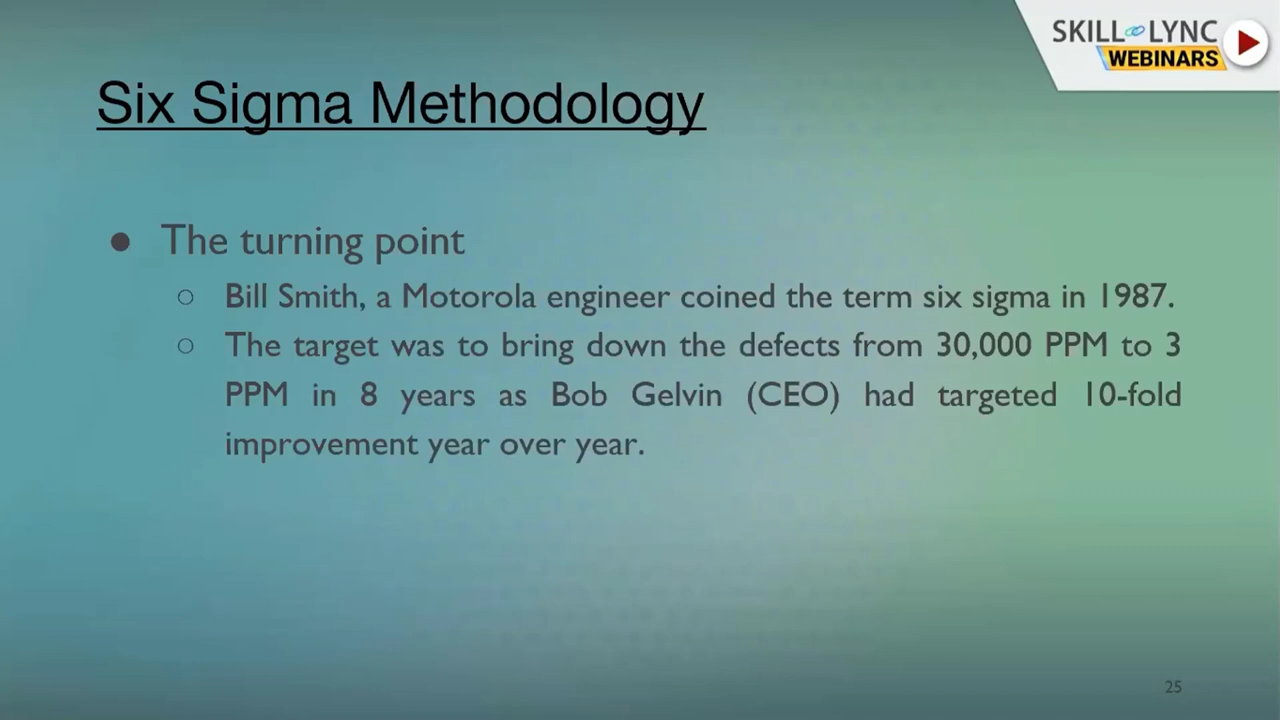 SKILL LYNC
WEBINARS
Six Sigma Methodology
● The turning point
○ Bill Smith, a Motorola engineer coined the term six sigma in 1987.
○ The target was to bring down the defects from 30,000 PPM to 3
PPM in 8 years as Bob Gelvin (CEO) had targeted 10-fold
improvement year over year.
25